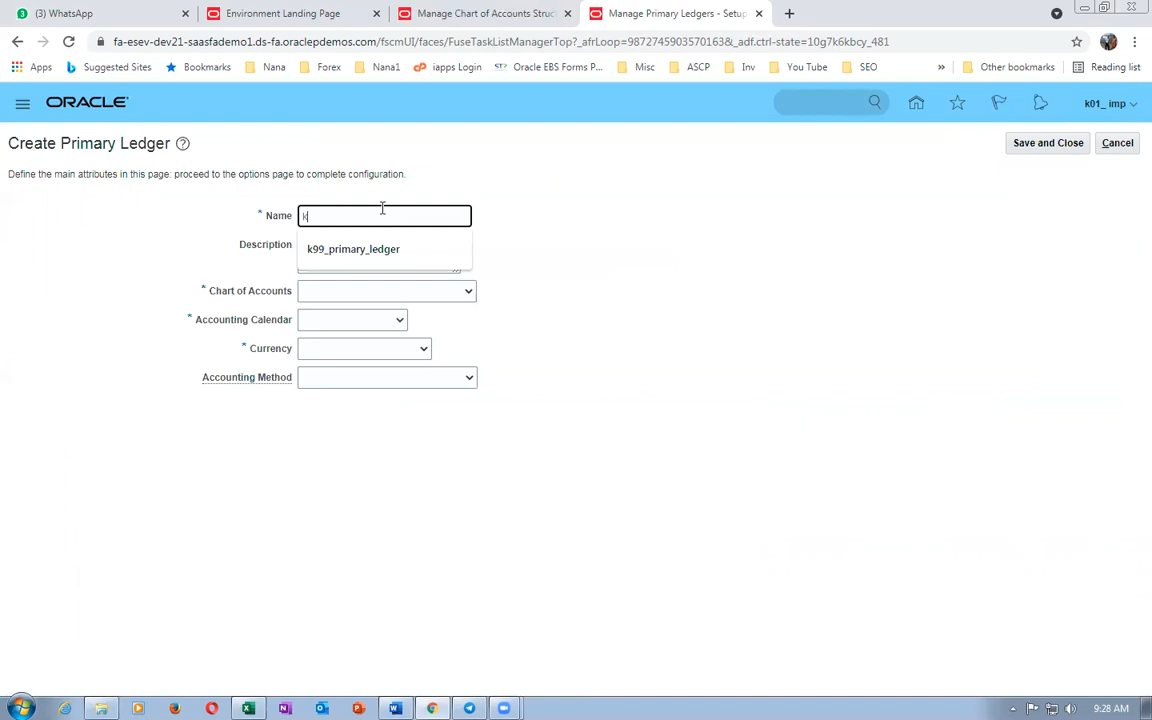 (3) WhatsApp
Environment Landing Page
Manage Chart of Accounts Struc
Manage Primary Ledgers - Setup
fa-esev-dev21-saasfademo1.ds-fa.oraclepdemos.com/fscmUI/faces/FuseTaskListManagerTop?_afrLoop=9872745903570163&_adf.ctrl-state=10g7k6kbcy_481
Apps Suggested Sites Bookmarks Nana Forex Nana1 iapps Login Oracle EBS Forms P... Misc ASCP Inv You Tube SEO » Other bookmarks Reading list
ORACLE
k01_ imp
Create Primary Ledger ?
Save and Close Cancel
Define the main attributes in this page: proceed to the options page to complete configuration.
* Name k
k99_primary_ledger
Description
* Chart of Accounts
* Accounting Calendar
* Currency
Accounting Method
9:28 AM